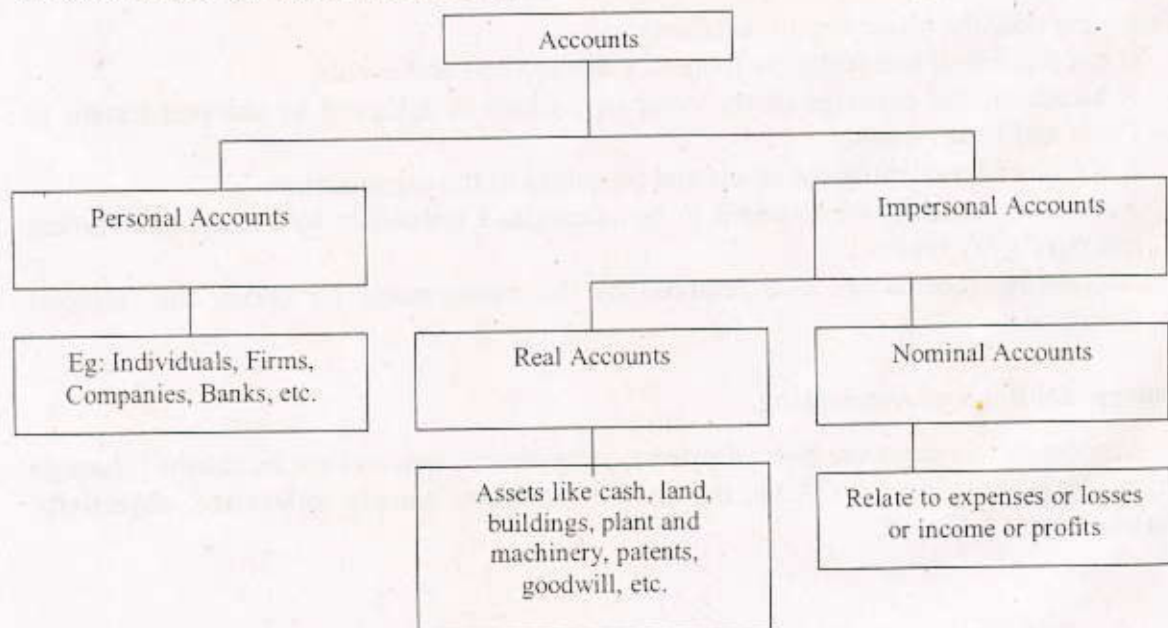 Accounts
Personal Accounts
Impersonal Accounts
Eg: Individuals, Firms,
Companies, Banks, etc.
Real Accounts
Nominal Accounts
Assets like cash, land,
buildings, plant and
machinery, patents,
goodwill, etc.
Relate to expenses or losses
or income or profits